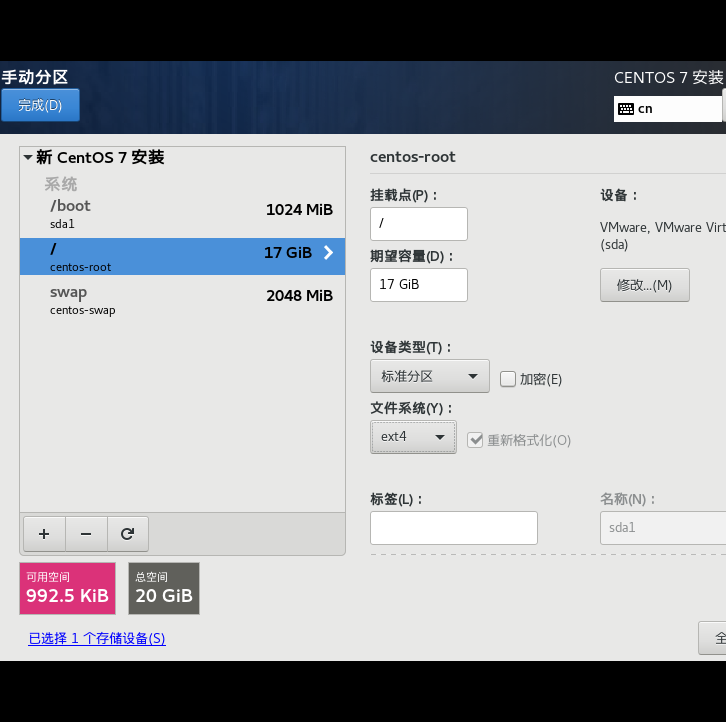 手动分区
CENTOS 7 安装
完成(D)
cn
新 CentOS 7 安装
系统
/boot
1024 MiB
sda1
/
17 GiB
centos-root
swap
2048 MiB
centos-swap
可用空间
992.5 KiB
总空间
20 GiB
已选择 1 个存储设备(S)
centos-root
挂载点(P)：
/
期望容量(D)：
17 GiB
设备：
VMware, VMware Virt
(sda)
修改...(M)
设备类型(T)：
标准分区
加密(E)
文件系统(Y)：
ext4
重新格式化(O)
标签(L)：
名称(N)：
sda1
全